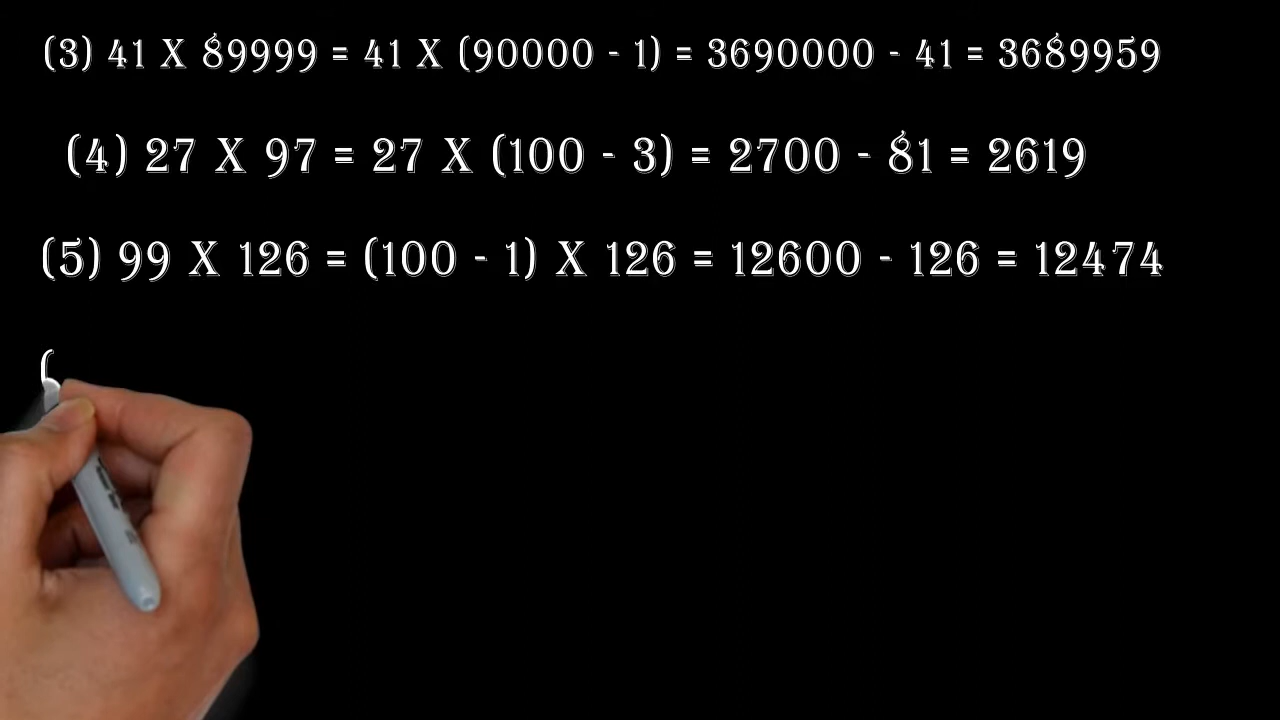 (3) 41 X 89999 = 41 X (90000 - 1) = 3690000 - 41 = 3689959
(4) 27 X 97 = 27 X (100 - 3) = 2700 - 81 = 2619
(5) 99 X 126 = (100 - 1) X 126 = 12600 - 126 = 12474
(